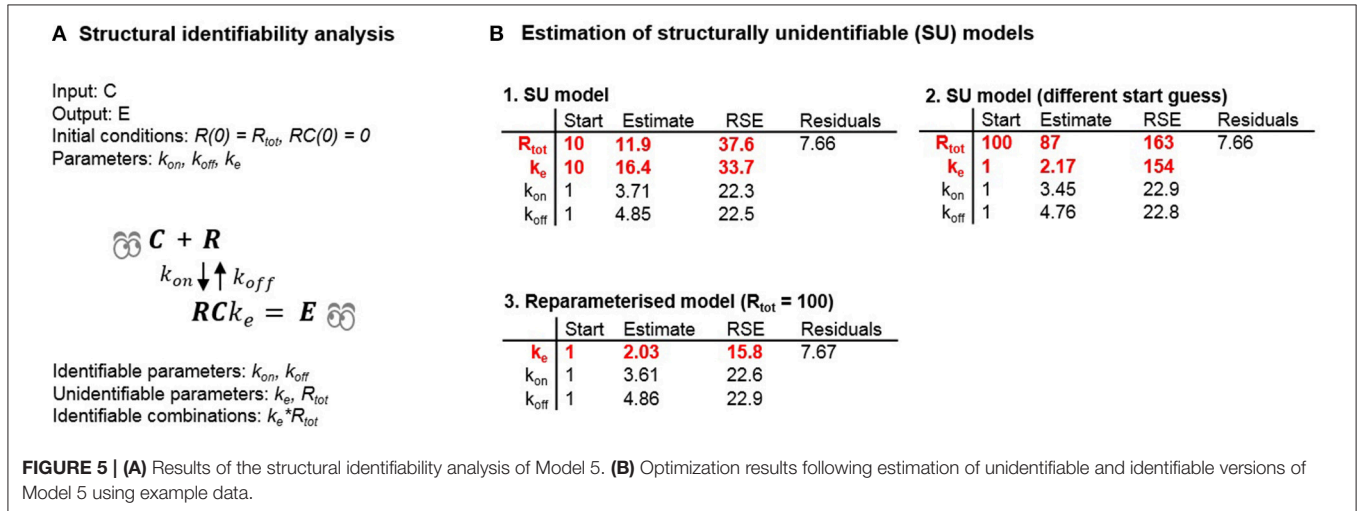 A Structural identifiability analysis
Input: C
Output: E
Initial conditions: R(0) = Rtot, RC(0) = 0
Parameters: kon, koff, ke
C + R
kon koff
RCke = E
Identifiable parameters: kon, koff
Unidentifiable parameters: ke, Rtot
Identifiable combinations: ke*Rtot
B Estimation of structurally unidentifiable (SU) models
1. SU model
Start Estimate RSE Residuals
Rtot 10 11.9 37.6 7.66
ke 10 16.4 33.7
kon 1 3.71 22.3
koff 1 4.85 22.5
2. SU model (different start guess)
Start Estimate RSE Residuals
Rtot 100 87 163 7.66
ke 1 2.17 154
kon 1 3.45 22.9
koff 1 4.76 22.8
3. Reparameterised model (Rtot = 100)
Start Estimate RSE Residuals
ke 1 2.03 15.8 7.67
kon 1 3.61 22.6
koff 1 4.86 22.9
FIGURE 5 | (A) Results of the structural identifiability analysis of Model 5. (B) Optimization results following estimation of unidentifiable and identifiable versions of
Model 5 using example data.